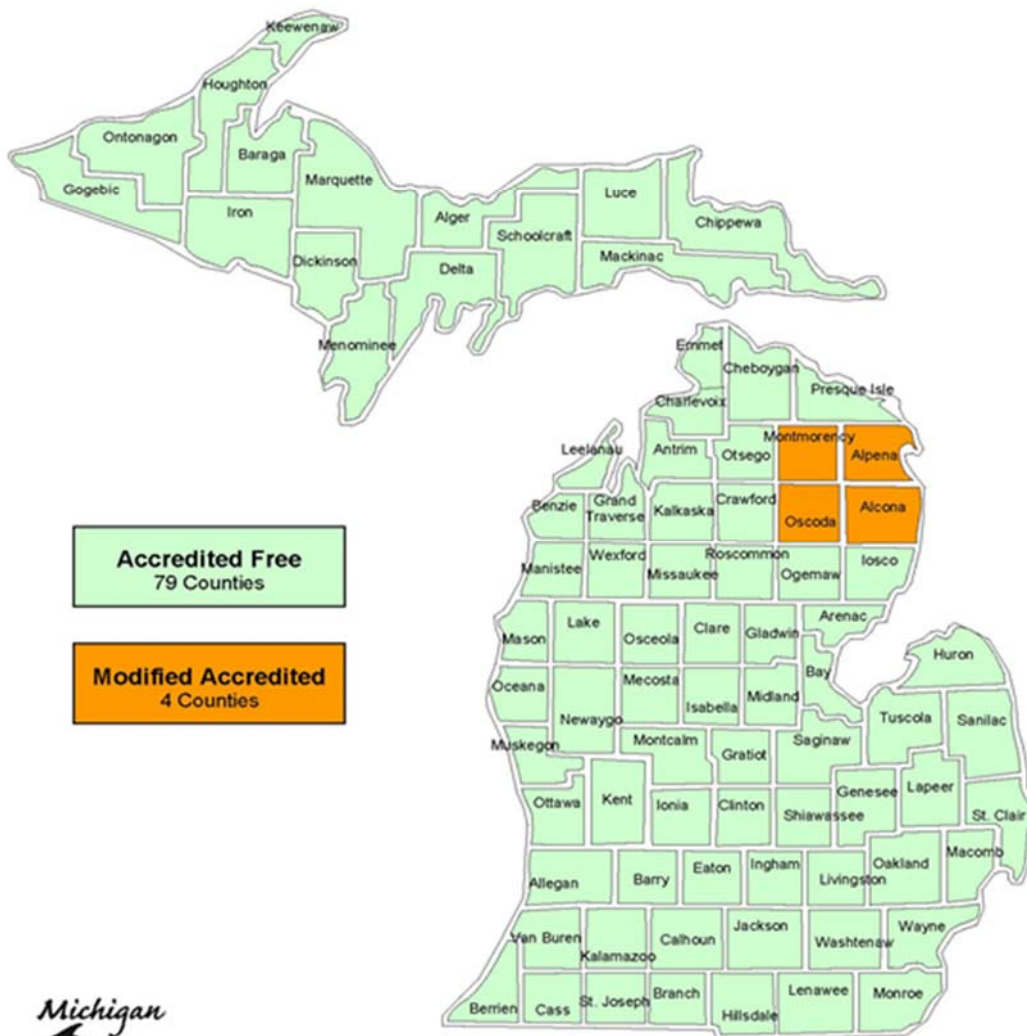 Keewenaw
Houghton
Ontonagon
Baraga
Gogebic
Marquette
Iron
Alger
Luce
Schoolcraft
Chippewa
Dickinson
Delta
Mackinac
Menominee
Emmet
Cheboygan
Presque Isle
Charlevoix
Montmorency
Leelanau
Antrim
Otsego
Alpena
Benzie
Grand
Traverse
Kalkaska
Crawford
Oscoda
Alcona
Manistee
Wexford
Missaukee
Roscommon
Ogemaw
Iosco
Accredited Free
79 Counties
Arenac
Mason
Lake
Osceola
Clare
Gladwin
Huron
Modified Accredited
4 Counties
Bay
Oceana
Newaygo
Mecosta
Isabella
Midland
Tuscola
Sanilac
Muskegon
Montcalm
Gratiot
Saginaw
Ottawa
Kent
Ionia
Clinton
Shiawassee
Genesee
Lapeer
St. Clair
Allegan
Barry
Eaton
Ingham
Livingston
Oakland
Macomb
Van Buren
Kalamazoo
Calhoun
Jackson
Washtenaw
Wayne
Berrien
Cass
St. Joseph
Branch
Hillsdale
Lenawee
Monroe
Michigan